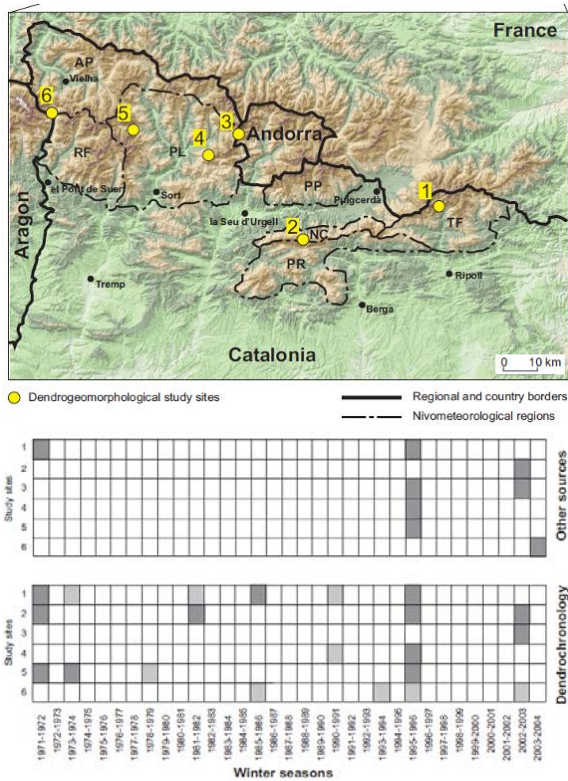 France
AP
Vielha
6
5
3
Andorra
4
RF
PL
PP
1
el Pont de Suert
Sort
Puigcerdà
la Seu d'Urgell
TF
2
NC
Aragon
PR
Ripoll
Tremp
Berga
Catalonia
0 10 km
Dendrogeomorphological study sites
Regional and country borders
Nivometeorological regions
Study sites
1
2
3
4
5
6
Other sources
Study sites
1
2
3
4
5
6
Dendrochronology
1971-1972
1972-1973
1973-1974
1974-1975
1975-1976
1976-1977
1977-1978
1978-1979
1979-1980
1980-1981
1981-1982
1982-1983
1983-1984
1984-1985
1985-1986
1986-1987
1987-1988
1988-1989
1989-1990
1990-1991
1991-1992
1992-1993
1993-1994
1994-1995
1995-1996
1996-1997
1997-1998
1998-1999
1999-2000
2000-2001
2001-2002
2002-2003
2003-2004
Winter seasons